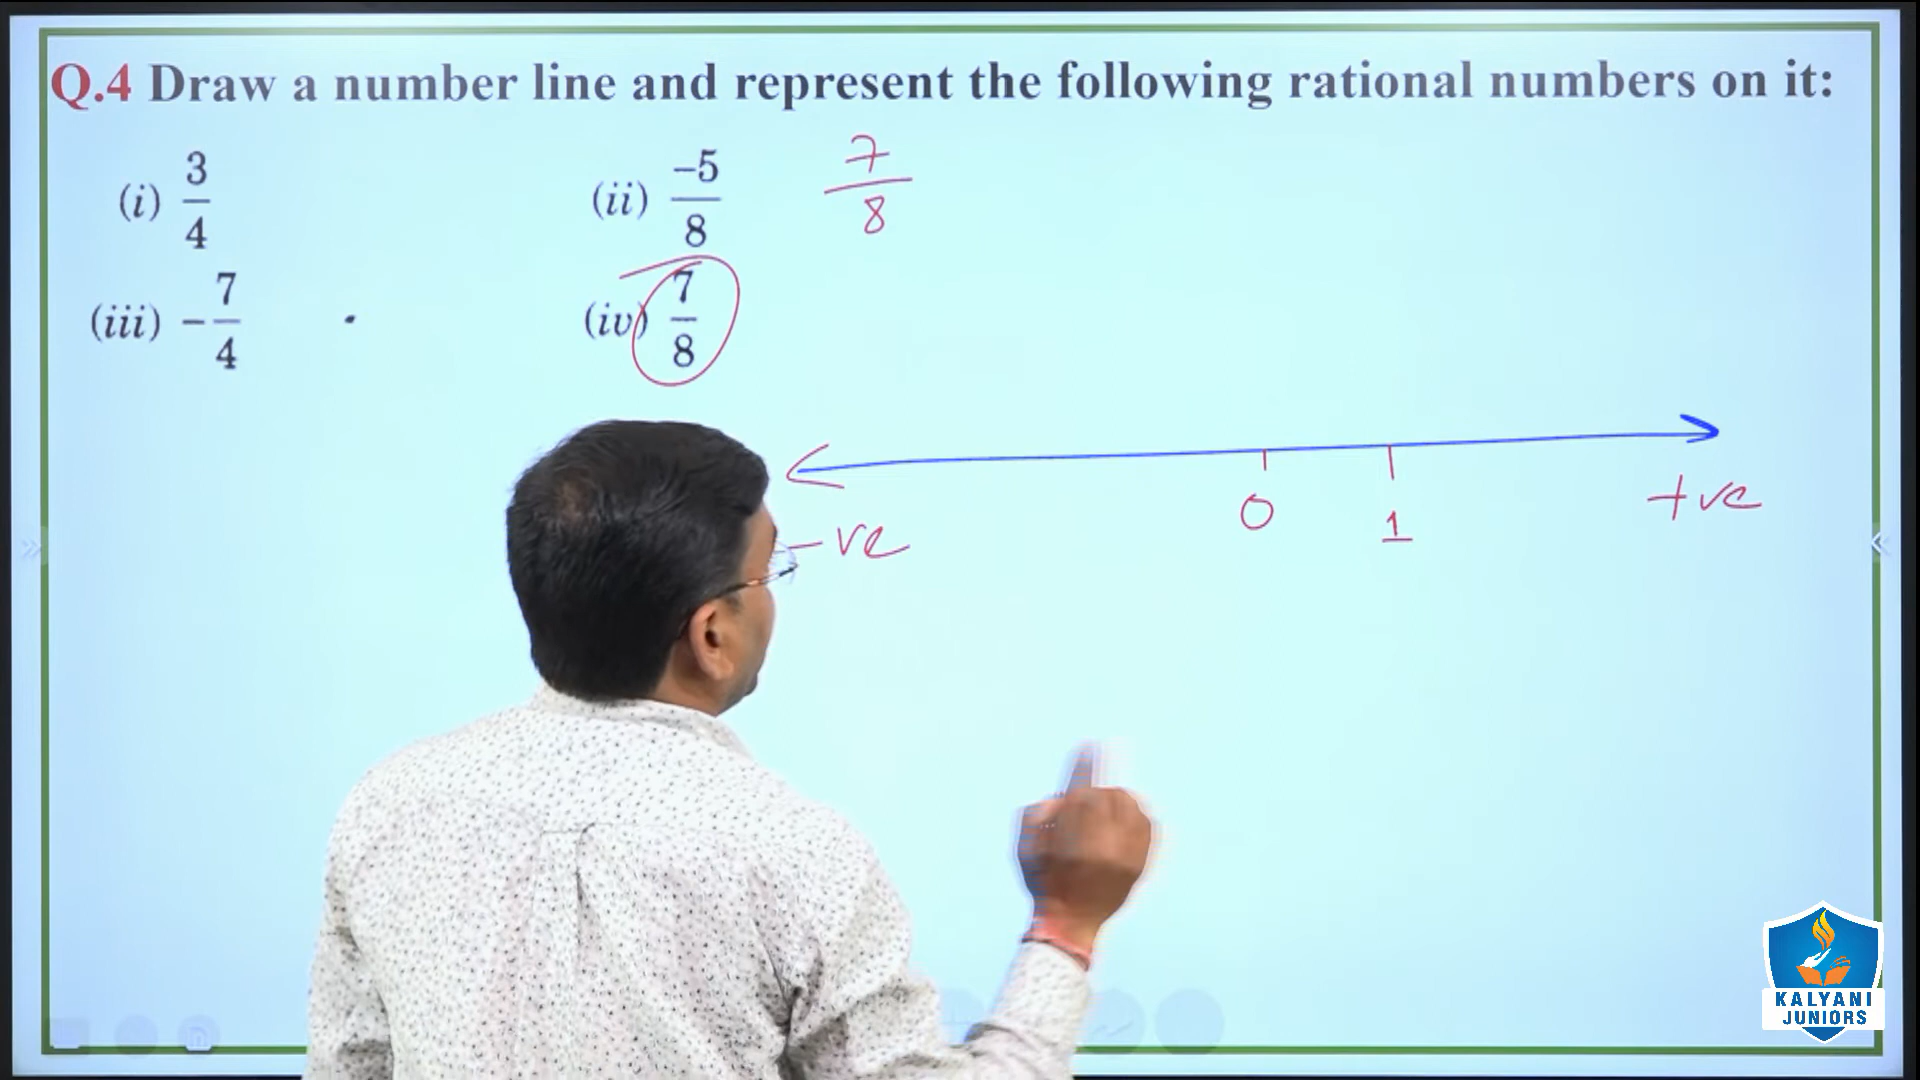 Q.4 Draw a number line and represent the following rational numbers on it:
(i) 3/4 (ii) -5/8 7/8
(iii) -7/4 (iv) 7/8
0 1 +ve
-ve
KALYANI
JUNIORS